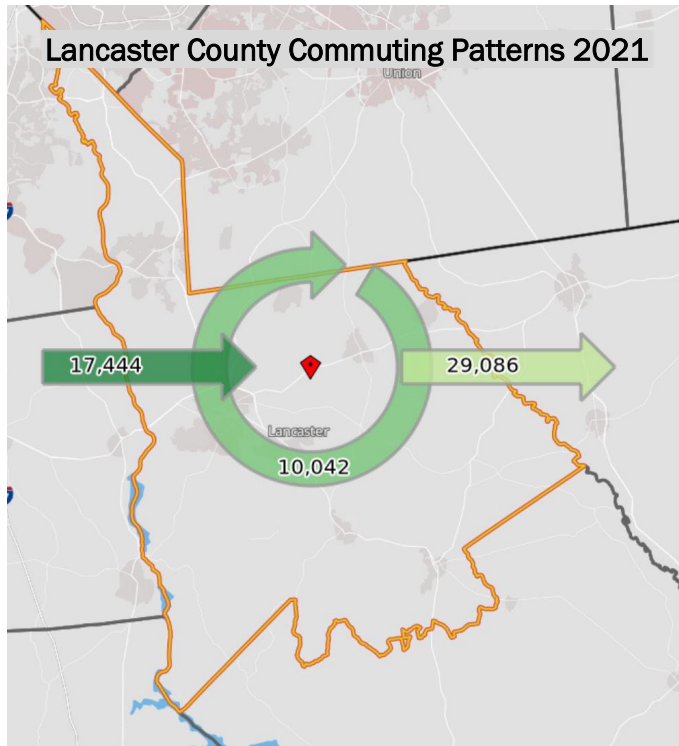 Lancaster County Commuting Patterns 2021
Union
17,444
29,086
Lancaster
10,042